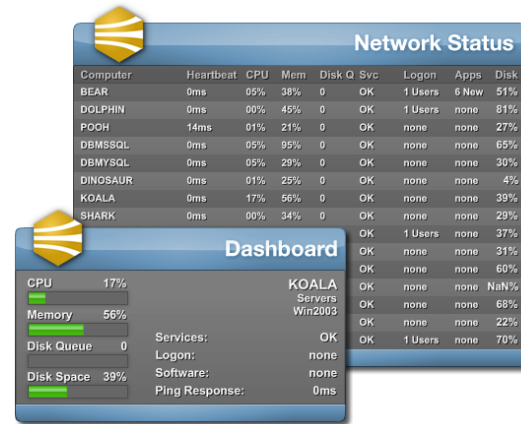 Network Status
Computer Heartbeat CPU Mem Disk Q Svc Logon Apps Disk
BEAR 0ms 05% 38% 0 OK 1 Users 6 New 51%
DOLPHIN 0ms 00% 45% 0 OK 1 Users none 81%
POOH 14ms 01% 21% 0 OK none none 27%
DBMSSQL 0ms 05% 95% 0 OK none none 65%
DBMYSQL 0ms 05% 29% 0 OK none none 30%
DINOSAUR 0ms 01% 25% 0 OK none none 4%
KOALA 0ms 17% 56% 0 OK none none 39%
SHARK 0ms 00% 34% 0 OK none none 29%
OK 1 Users none 37%
OK none none 31%
OK none none 60%
OK none none NaN%
OK none none 68%
OK none none 22%
OK 1 Users none 70%
Dashboard
CPU 17%
Memory 56%
Disk Queue 0
Disk Space 39%
KOALA
Servers
Win2003
Services: OK
Logon: none
Software: none
Ping Response: 0ms